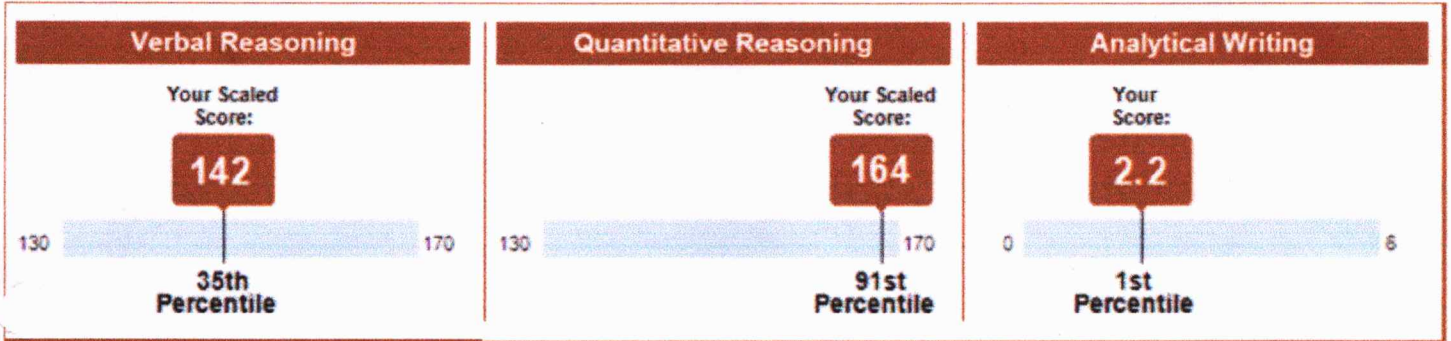 Verbal Reasoning
Your Scaled
Score:
142
130
170
35th
Percentile
Quantitative Reasoning
Your Scaled
Score:
164
130
170
91st
Percentile
Analytical Writing
Your
Score:
2.2
0
6
1st
Percentile